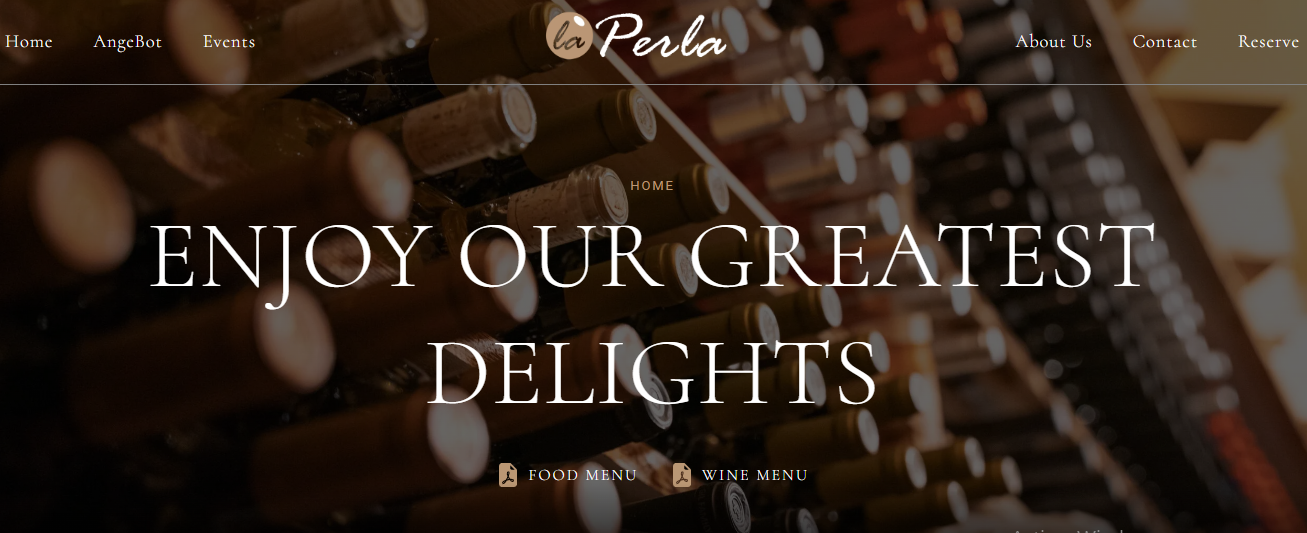 Home AngeBot Events la Perla About Us Contact Reserve
HOME
ENJOY OUR GREATEST
DELIGHTS
FOOD MENU WINE MENU